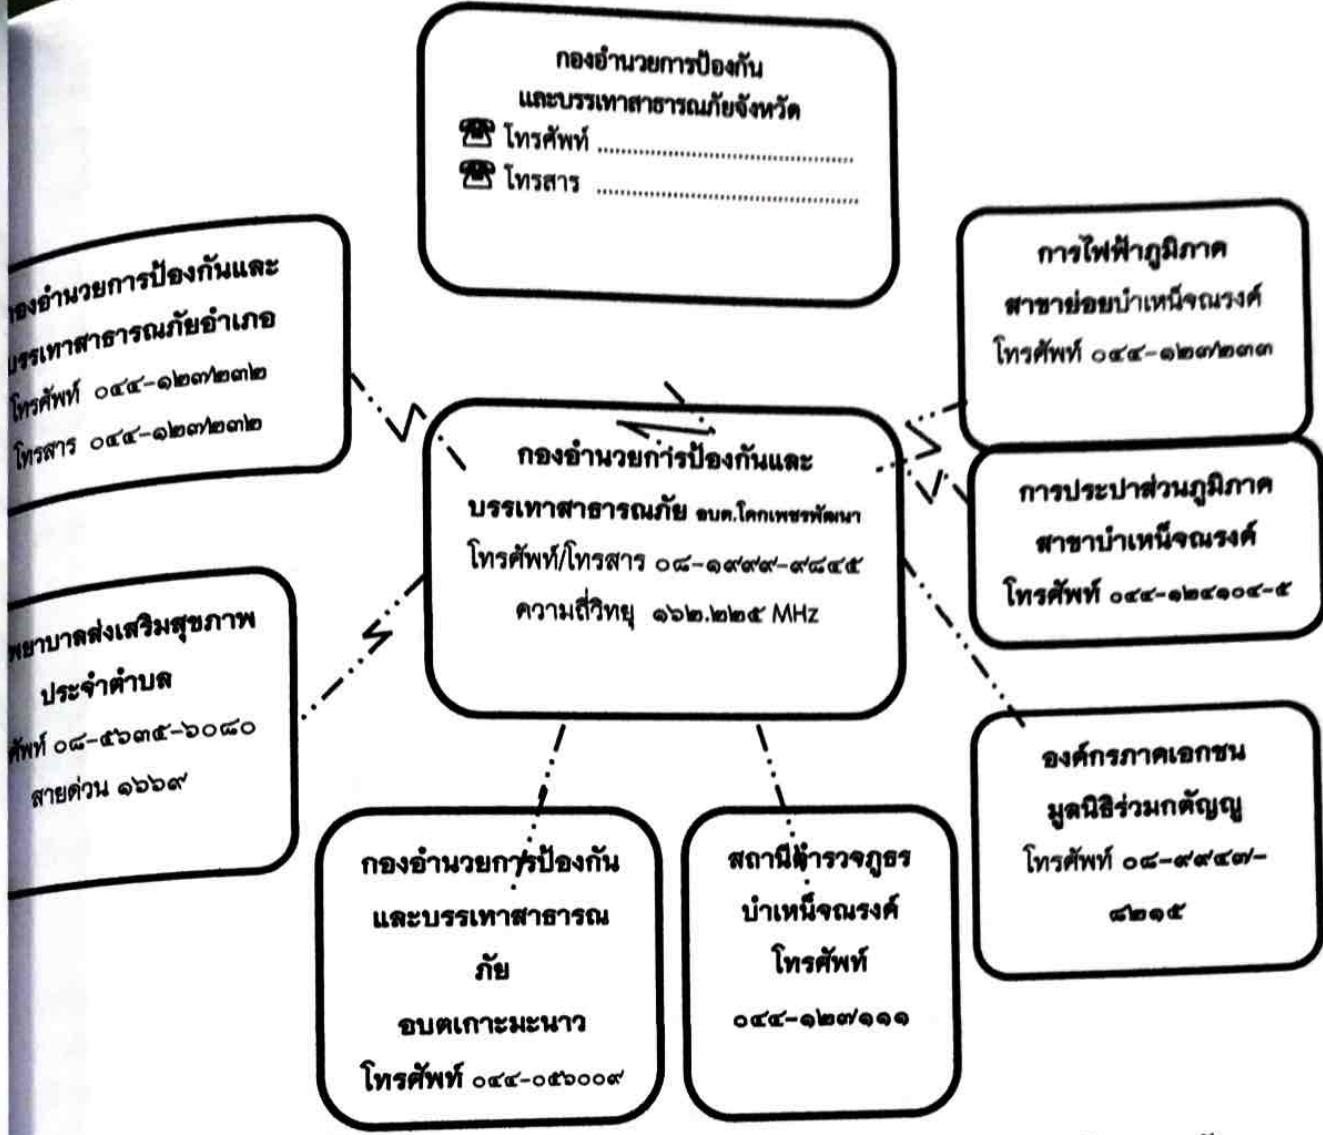 กองอำนวยการป้องกัน
และบรรเทาสาธารณภัยจังหวัด
โทรศัพท์ ..........................................
โทรสาร ..........................................
กองอำนวยการป้องกันและ
บรรเทาสาธารณภัยอำเภอ
โทรศัพท์ ๐๔๔-๑๒๗๒๓๒
โทรสาร ๐๔๔-๑๒๗๒๓๒
การไฟฟ้าภูมิภาค
สาขาย่อยบำเหน็จณรงค์
โทรศัพท์ ๐๔๔-๑๒๗๒๓๓
กองอำนวยการป้องกันและ
บรรเทาสาธารณภัย อบต.โคกเพชรพัฒนา
โทรศัพท์/โทรสาร ๐๘-๑๙๙๙-๙๘๔๕
ความถี่วิทยุ ๑๖๒.๒๒๕ MHz
การประปาส่วนภูมิภาค
สาขาบำเหน็จณรงค์
โทรศัพท์ ๐๔๔-๑๒๔๑๐๔-๕
พยาบาลส่งเสริมสุขภาพ
ประจำตำบล
ศัพท์ ๐๘-๕๖๓๕-๖๐๘๐
สายด่วน ๑๖๖๙
องค์กรภาคเอกชน
มูลนิธิร่วมกตัญญู
โทรศัพท์ ๐๘-๙๙๔๗-
๘๒๑๕
กองอำนวยการป้องกัน
และบรรเทาสาธารณ
ภัย
อบตเกาะมะนาว
โทรศัพท์ ๐๔๔-๐๕๖๐๐๙
สถานีตำรวจภูธร
บำเหน็จณรงค์
โทรศัพท์
๐๔๔-๑๒๗๑๑๑